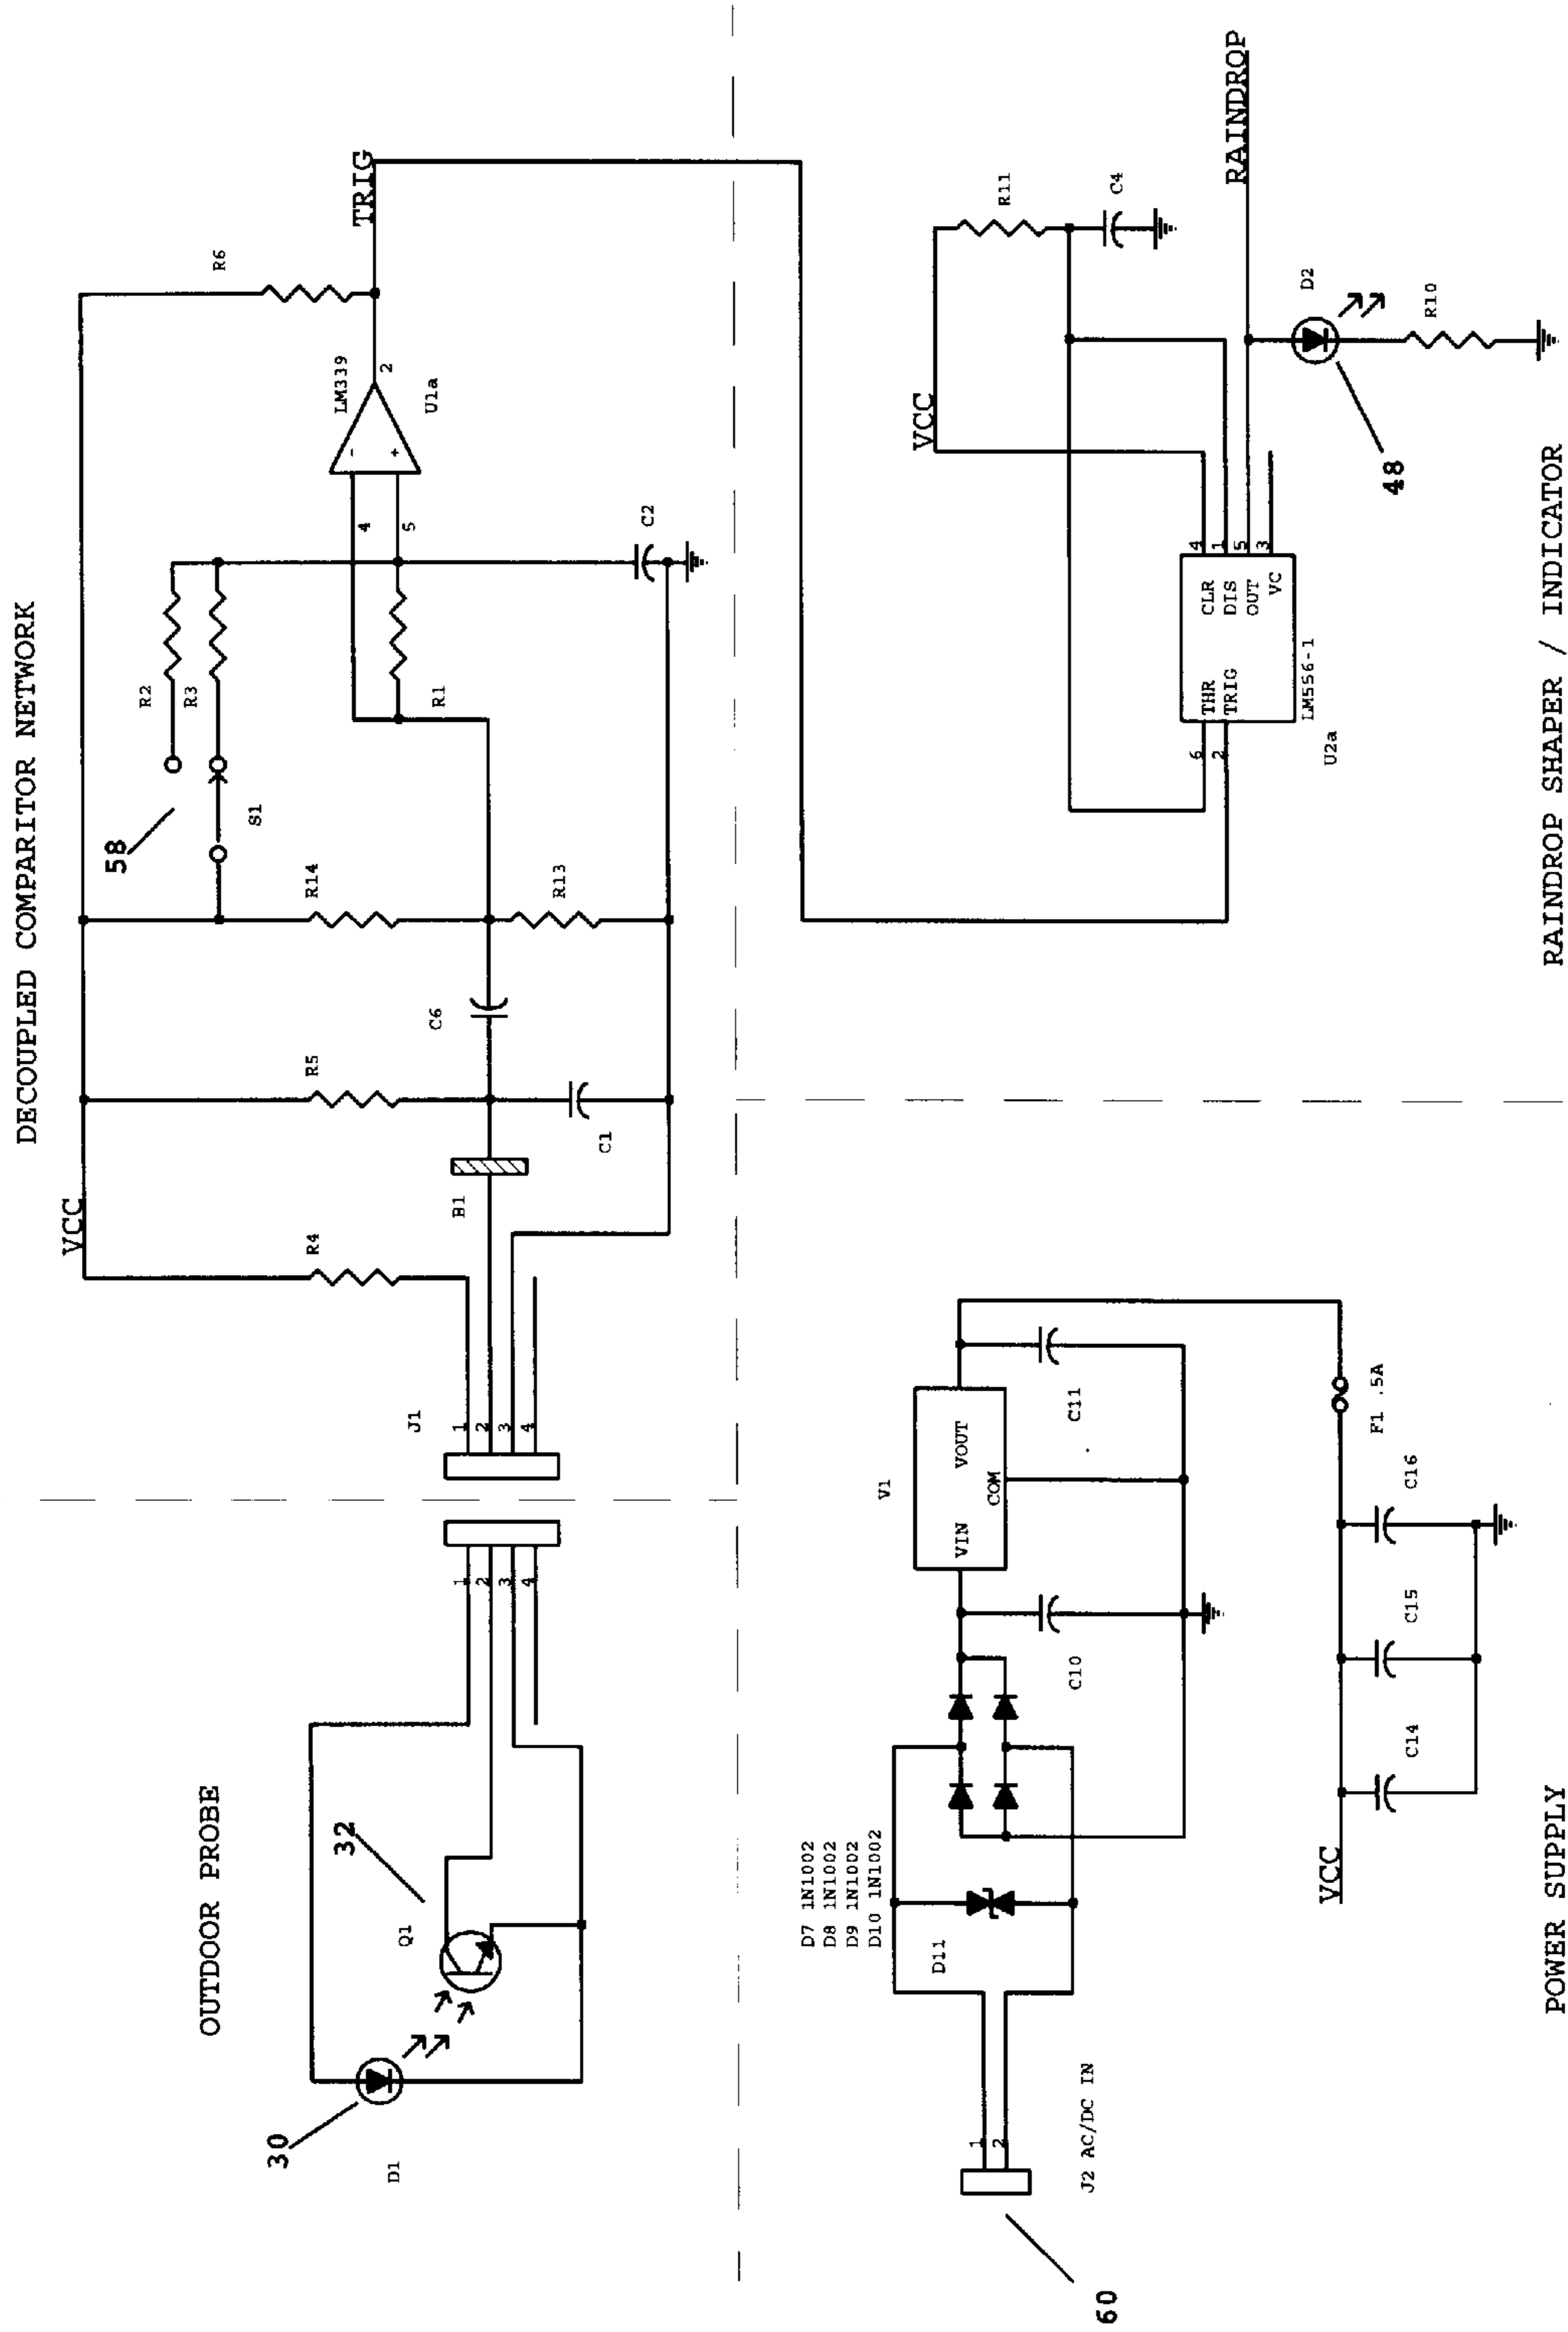 DECOUPLED COMPARITOR NETWORK
OUTDOOR PROBE
30
D1
32
Q1
1
2
3
4
J1
1
2
3
4
VCC
R4
B1
R5
C1
C6
58
R14
R13
S1
R2
R3
R1
4
5
C2
LM339
-
+
2
U1a
R6
TRIG
60
J2 AC/DC IN
1
2
D7 1N1002
D8 1N1002
D9 1N1002
D10 1N1002
D11
C10
V1
VIN
VOUT
COM
C11
VCC
C14
C15
C16
F1 .5A
POWER SUPPLY
VCC
R11
C4
6
2
THR
TRIG
CLR
DIS
OUT
VC
4
1
5
3
LM556-1
U2a
RAINDROP
D2
48
R10
RAINDROP SHAPER / INDICATOR